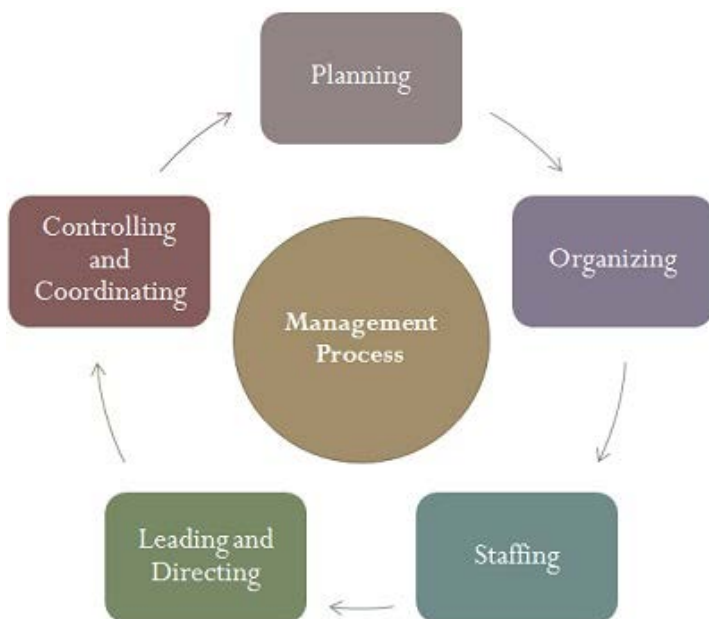 Planning
Organizing
Staffing
Leading and
Directing
Controlling
and
Coordinating
Management
Process